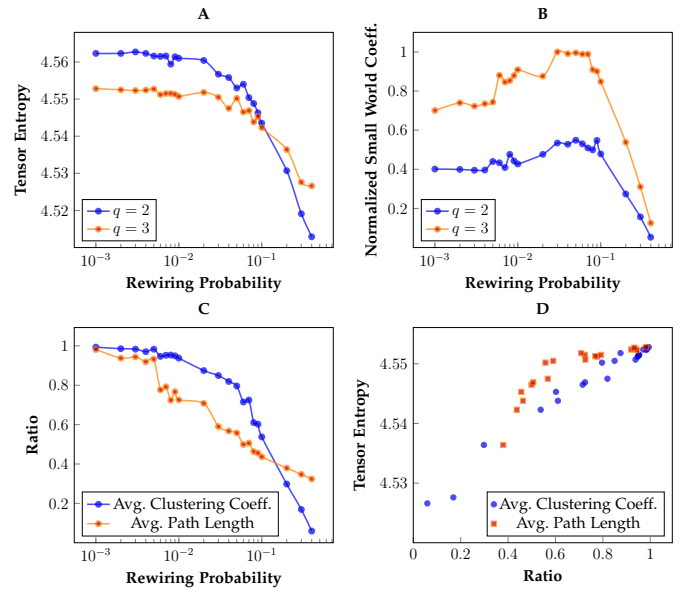 A
Tensor Entropy
4.56
4.55
4.53
4.52
q = 2
q = 3
10⁻³
10⁻²
10⁻¹
Rewiring Probability
B
Normalized Small World Coeff.
1
0.8
0.6
0.4
0.2
q = 2
q = 3
10⁻³
10⁻²
10⁻¹
Rewiring Probability
C
Ratio
1
0.8
0.6
0.4
0.2
Avg. Clustering Coeff.
Avg. Path Length
10⁻³
10⁻²
10⁻¹
Rewiring Probability
D
Tensor Entropy
4.55
4.54
4.53
Avg. Clustering Coeff.
Avg. Path Length
0
0.2
0.4
0.6
0.8
1
Ratio